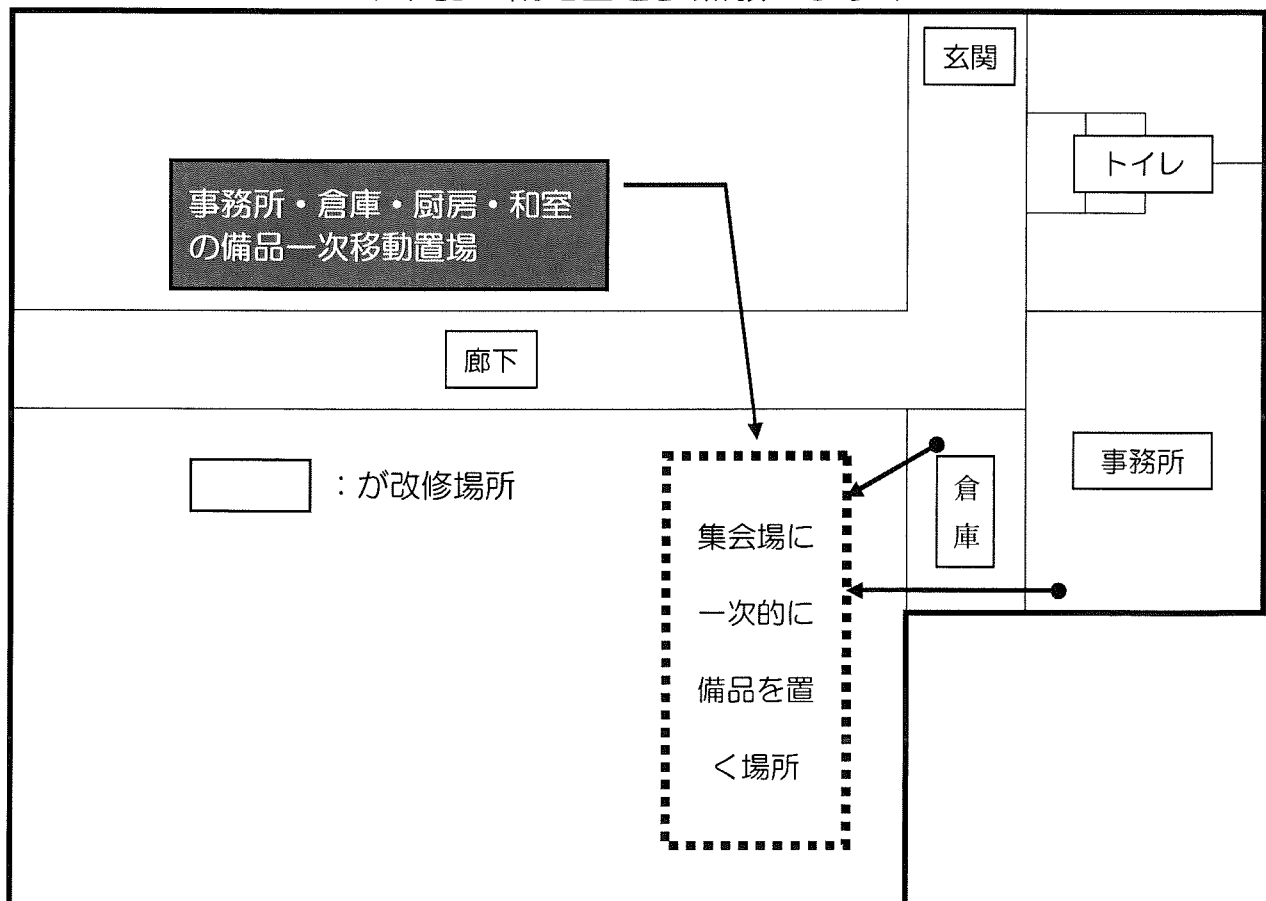 玄関
トイレ
事務所・倉庫・厨房・和室
の備品一次移動置場
廊下
：が改修場所
倉
庫
事務所
集会場に
一次的に
備品を置
く場所